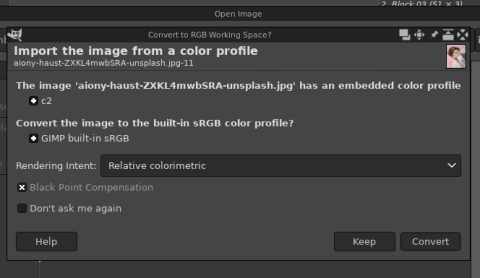 Open Image
2. Block 03 (51 × 3)
Convert to RGB Working Space?
Import the image from a color profile
aiony-haust-ZXKL4mwbSRA-unsplash.jpg-11
The image 'aiony-haust-ZXKL4mwbSRA-unsplash.jpg' has an embedded color profile
c2
Convert the image to the built-in sRGB color profile?
GIMP built-in sRGB
Rendering Intent: Relative colorimetric
Black Point Compensation
Don't ask me again
Help Keep Convert